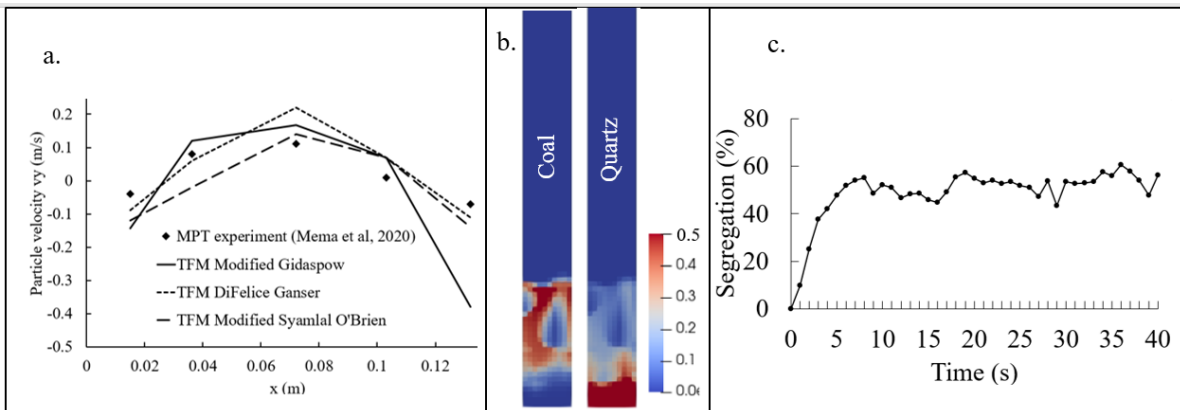 a.
Particle velocity vy (m/s)
0.2
0.1
0
-0.1
-0.2
-0.3
-0.4
-0.5
MPT experiment (Mema et al, 2020)
TFM Modified Gidaspow
TFM DiFelice Ganser
TFM Modified Syamlal O'Brien
0
0.02
0.04
0.06
0.08
0.1
0.12
x (m)
b.
Coal
Quartz
0.5
0.4
0.3
0.2
0.1
c.
Segregation (%)
80
60
40
20
0
0
5
10
15
20
25
30
35
40
Time (s)